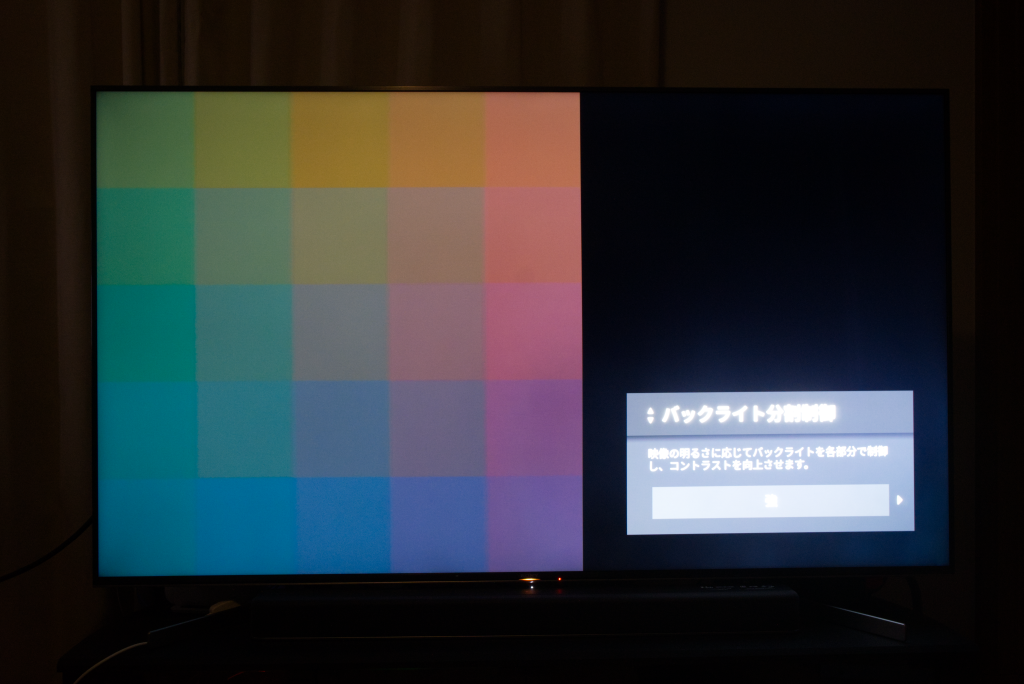 バックライト分割制御
映像の明るさに応じてバックライトを各部分で制御
し、コントラストを向上させます。